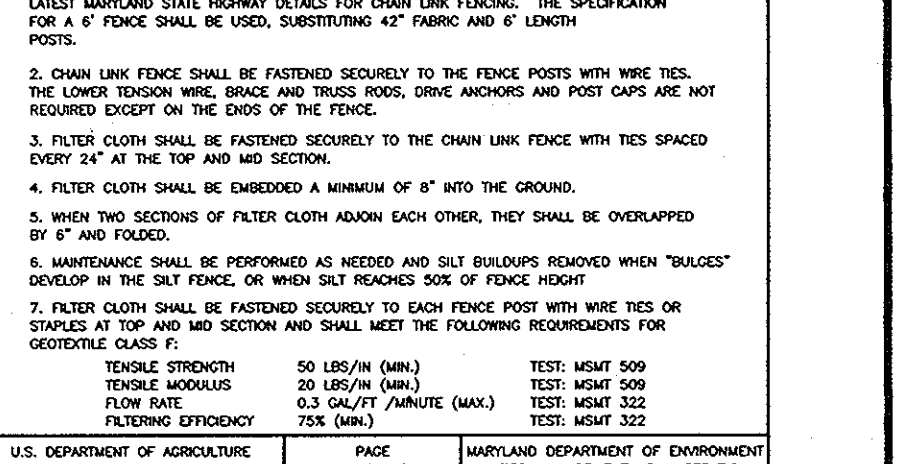 LATEST MARYLAND STATE HIGHWAY DETAILS FOR CHAIN LINK FENCING. THE SPECIFICATION
FOR A 6' FENCE SHALL BE USED, SUBSTITUTING 42" FABRIC AND 6' LENGTH
POSTS.
2. CHAIN LINK FENCE SHALL BE FASTENED SECURELY TO THE FENCE POSTS WITH WIRE TIES.
THE LOWER TENSION WIRE, BRACE AND TRUSS RODS, DRIVE ANCHORS AND POST CAPS ARE NOT
REQUIRED EXCEPT ON THE ENDS OF THE FENCE.
3. FILTER CLOTH SHALL BE FASTENED SECURELY TO THE CHAIN LINK FENCE WITH TIES SPACED
EVERY 24" AT THE TOP AND MID SECTION.
4. FILTER CLOTH SHALL BE EMBEDDED A MINIMUM OF 8" INTO THE GROUND.
5. WHEN TWO SECTIONS OF FILTER CLOTH ADJOIN EACH OTHER, THEY SHALL BE OVERLAPPED
BY 6" AND FOLDED.
6. MAINTENANCE SHALL BE PERFORMED AS NEEDED AND SILT BUILDUPS REMOVED WHEN "BULGES"
DEVELOP IN THE SILT FENCE, OR WHEN SILT REACHES 50% OF FENCE HEIGHT
7. FILTER CLOTH SHALL BE FASTENED SECURELY TO EACH FENCE POST WITH WIRE TIES OR
STAPLES AT TOP AND MID SECTION AND SHALL MEET THE FOLLOWING REQUIREMENTS FOR
GEOTEXTILE CLASS F:
TENSILE STRENGTH 50 LBS/IN (MIN.) TEST: MSMT 509
TENSILE MODULUS 20 LBS/IN (MIN.) TEST: MSMT 509
FLOW RATE 0.3 GAL/FT /MINUTE (MAX.) TEST: MSMT 322
FILTERING EFFICIENCY 75% (MIN.) TEST: MSMT 322
U.S. DEPARTMENT OF AGRICULTURE PAGE MARYLAND DEPARTMENT OF ENVIRONMENT